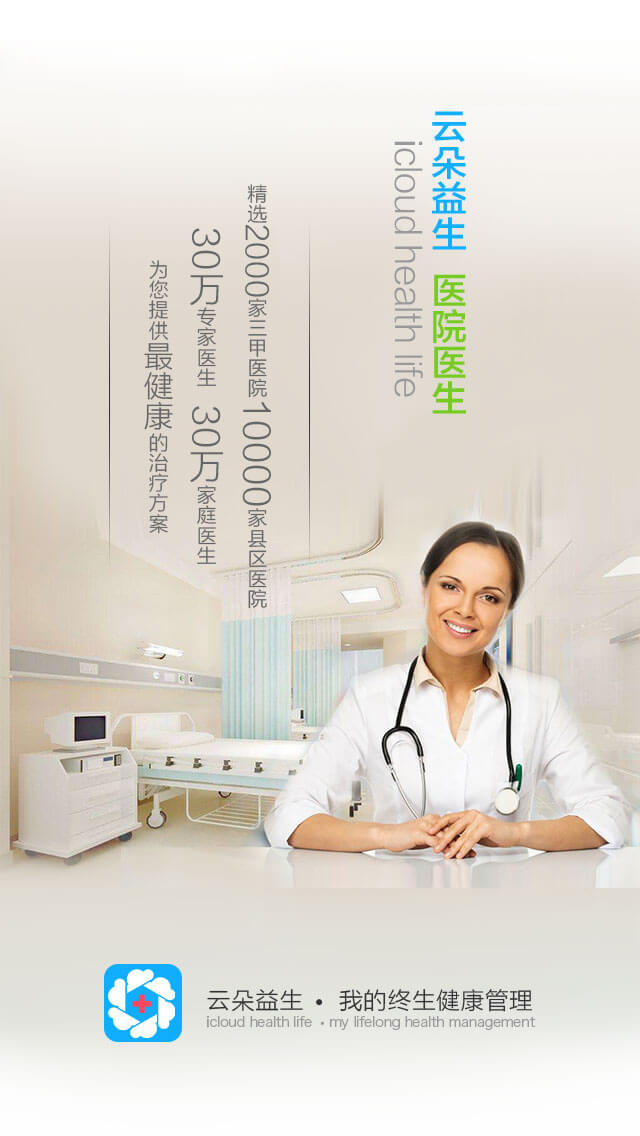 云朵益生 医院医生
icloud health life
精选2000家三甲医院10000家县区医院
30万专家医生 30万家庭医生
为您提供最健康的治疗方案
云朵益生 · 我的终生健康管理
icloud health life · my lifelong health management